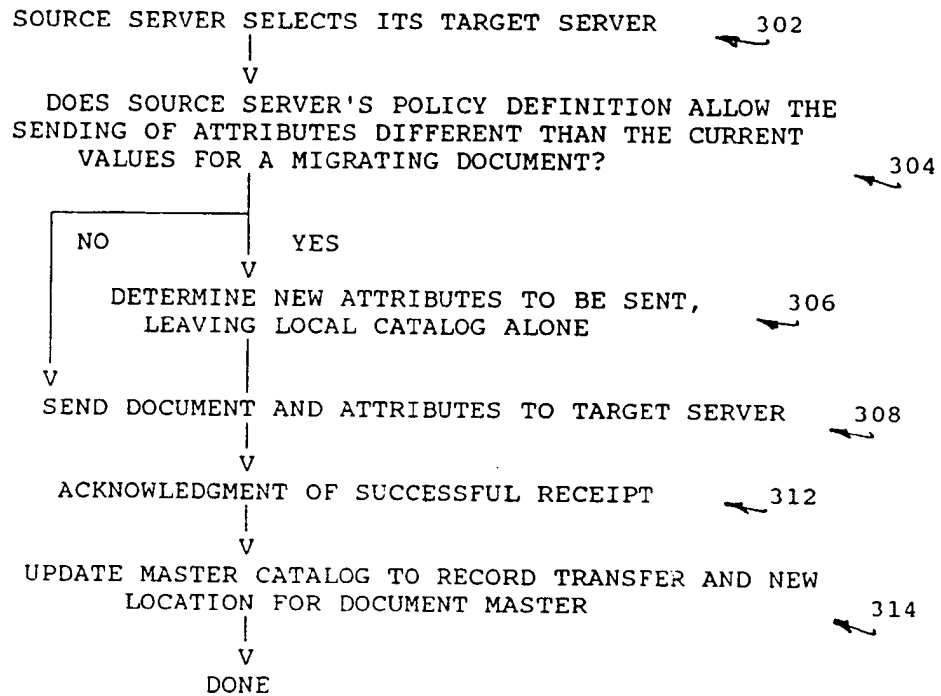 SOURCE SERVER SELECTS ITS TARGET SERVER 302
V
DOES SOURCE SERVER'S POLICY DEFINITION ALLOW THE
SENDING OF ATTRIBUTES DIFFERENT THAN THE CURRENT
VALUES FOR A MIGRATING DOCUMENT? 304
NO YES
V
DETERMINE NEW ATTRIBUTES TO BE SENT, 306
LEAVING LOCAL CATALOG ALONE
V
SEND DOCUMENT AND ATTRIBUTES TO TARGET SERVER 308
V
ACKNOWLEDGMENT OF SUCCESSFUL RECEIPT 312
V
UPDATE MASTER CATALOG TO RECORD TRANSFER AND NEW
LOCATION FOR DOCUMENT MASTER 314
V
DONE